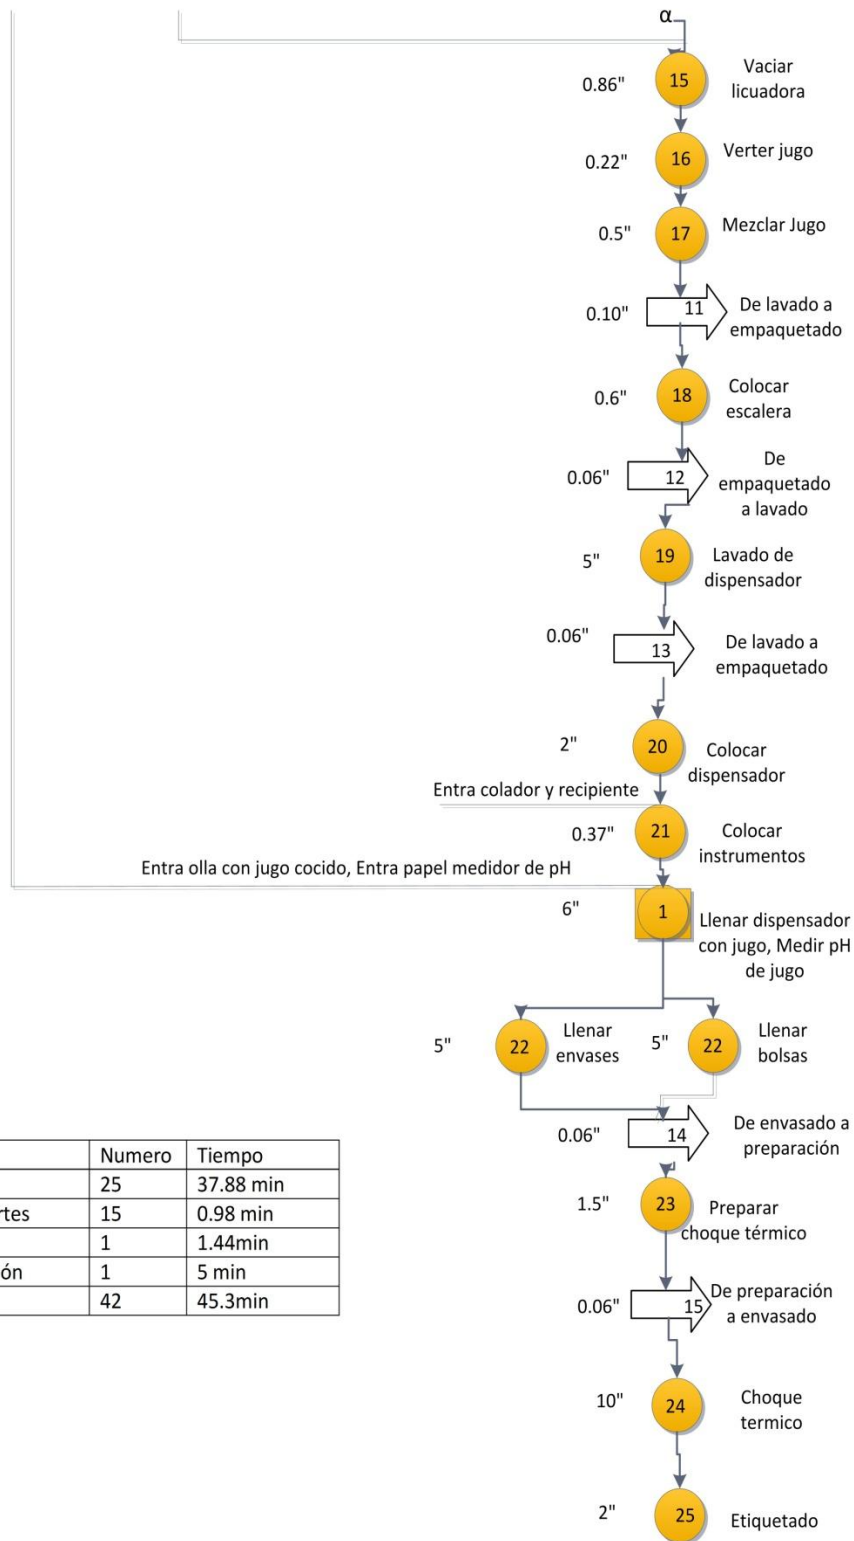 α
0.86"
15
Vaciar
licuadora
0.22"
16
Verter jugo
0.5"
17
Mezclar Jugo
0.10"
11
De lavado a
empaquetado
0.6"
18
Colocar
escalera
0.06"
12
De
empaquetado
a lavado
5"
19
Lavado de
dispensador
0.06"
13
De lavado a
empaquetado
2"
20
Colocar
dispensador
Entra colador y recipiente
0.37"
21
Colocar
instrumentos
Entra olla con jugo cocido, Entra papel medidor de pH
6"
1
Llenar dispensador
con jugo, Medir pH
de jugo
5"
22
Llenar
envases
5"
22
Llenar
bolsas
0.06"
14
De envasado a
preparación
1.5"
23
Preparar
choque térmico
0.06"
15
De preparación
a envasado
10"
24
Choque
termico
2"
25
Etiquetado
Numero Tiempo
25 37.88 min
rtes 15 0.98 min
1 1.44min
ón 1 5 min
42 45.3min